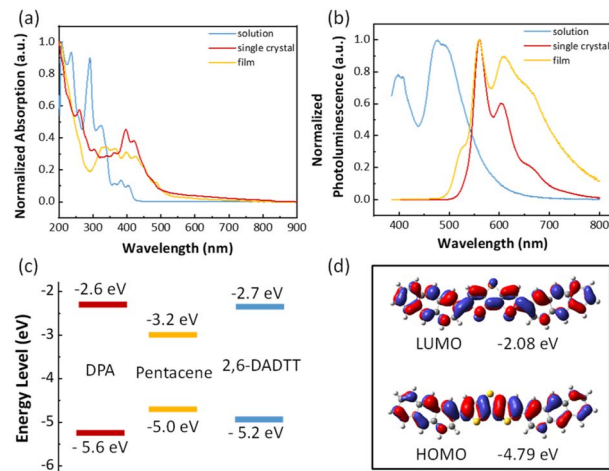 (a)
solution
single crystal
film
Normalized Absorption (a.u.)
1.0
0.8
0.6
0.4
0.2
0.0
200 300 400 500 600 700 800 900
Wavelength (nm)
(b)
solution
single crystal
film
Normalized
Photoluminescence (a.u.)
1.0
0.8
0.6
0.4
0.2
0.0
400 500 600 700 800
Wavelength (nm)
(c)
Energy Level (eV)
-2
-3
-4
-5
-6
-2.6 eV
-3.2 eV
-2.7 eV
DPA
Pentacene
2,6-DADTT
-5.6 eV
-5.0 eV
-5.2 eV
(d)
LUMO -2.08 eV
HOMO -4.79 eV